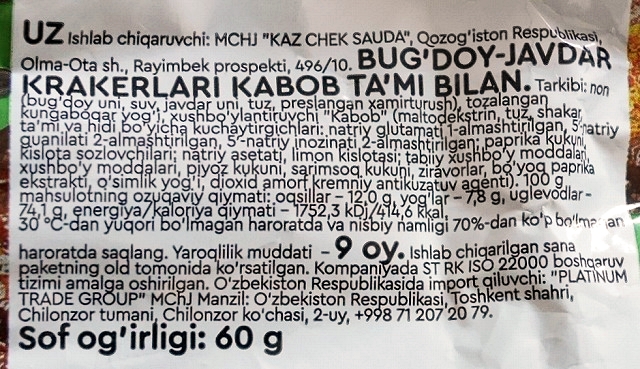 UZ Ishlab chiqaruvchi: MCHJ "KAZ CHEK SAUDA", Qozog'iston Respublikasi,
Olma-Ota sh., Rayimbek prospekti, 496/10. BUG'DOY-JAVDAR
KRAKERLARI KABOB TA'MI BILAN. Tarkibi: non
(bug'doy uni, suv, javdar uni, tuz, preslangan xamirturush), tozalangan
kungaboqar yog'i, xushbo'ylantiruvchi "Kabob" (maltodekstrin, tuz, shakar,
ta'mi va hidi bo'yicha kuchaytirgichlari: natriy glutamati 1-almashtirilgan, 5'-natriy
guanilati 2-almashtirilgan, 5'-natriy inozinati 2-almashtirilgan; paprika kukuni,
kislota sozlovchilari: natriy asetati, limon kislotasi; tabiiy xushbo'y moddalari,
xushbo'y moddalari, piyoz kukuni, sarimsoq kukuni, ziravorlar, bo'yoq paprika
ekstrakti, o'simlik yog'i, dioxid amorf kremniy antikuzatuv agenti). 100 g
mahsulotning ozuqaviy qiymati: oqsillar – 12,0 g, yog'lar – 7,8 g, uglevodlar –
74,1 g, energiya/kaloriya qiymati – 1752,3 kDj/414,6 kkal.
30 °C-dan yuqori bo'lmagan haroratda va nisbiy namligi 70%-dan ko'p bo'lmagan
haroratda saqlang. Yaroqlilik muddati – 9 oy. Ishlab chiqarilgan sana
paketning old tomonida ko'rsatilgan. Kompaniyada ST RK ISO 22000 boshqaruv
tizimi amalga oshirilgan. O'zbekiston Respublikasida import qiluvchi: "PLATINUM
TRADE GROUP" MChJ Manzil: O'zbekiston Respublikasi, Toshkent shahri,
Chilonzor tumani, Chilonzor ko'chasi, 2-uy, +998 71 207 20 79.
Sof og'irligi: 60 g